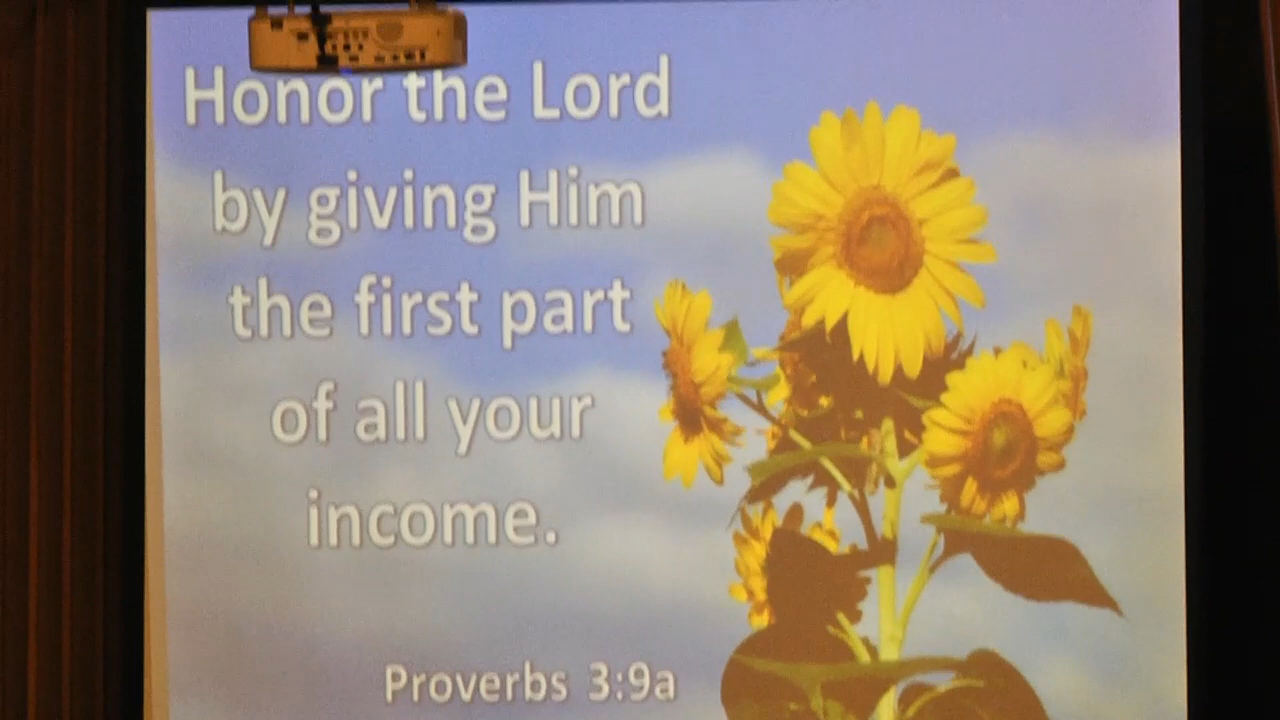 Honor the Lord
by giving Him
the first part
of all your
income.
Proverbs 3:9a